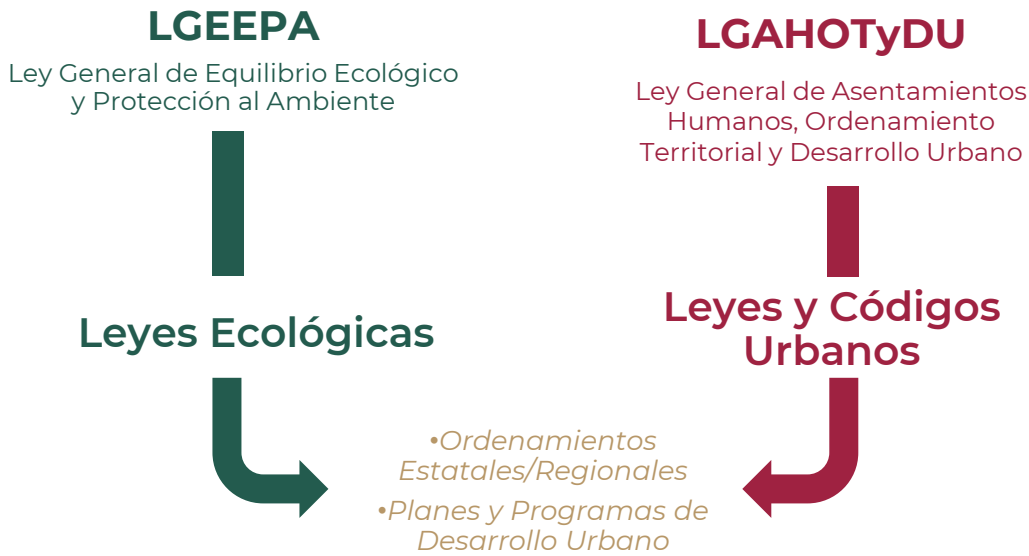 LGEEPA
Ley General de Equilibrio Ecológico
y Protección al Ambiente
LGAHOTyDU
Ley General de Asentamientos
Humanos, Ordenamiento
Territorial y Desarrollo Urbano
Leyes Ecológicas
Leyes y Códigos
Urbanos
•Ordenamientos
Estatales/Regionales
•Planes y Programas de
Desarrollo Urbano